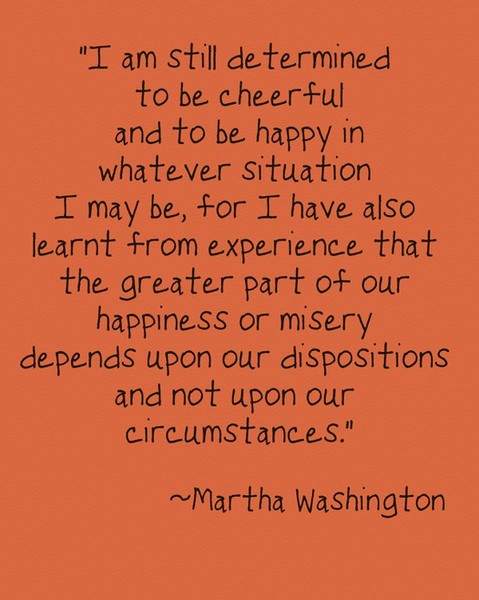 "I am still determined
to be cheerful
and to be happy in
whatever situation
I may be, for I have also
learnt from experience that
the greater part of our
happiness or misery
depends upon our dispositions
and not upon our
circumstances."
~Martha Washington